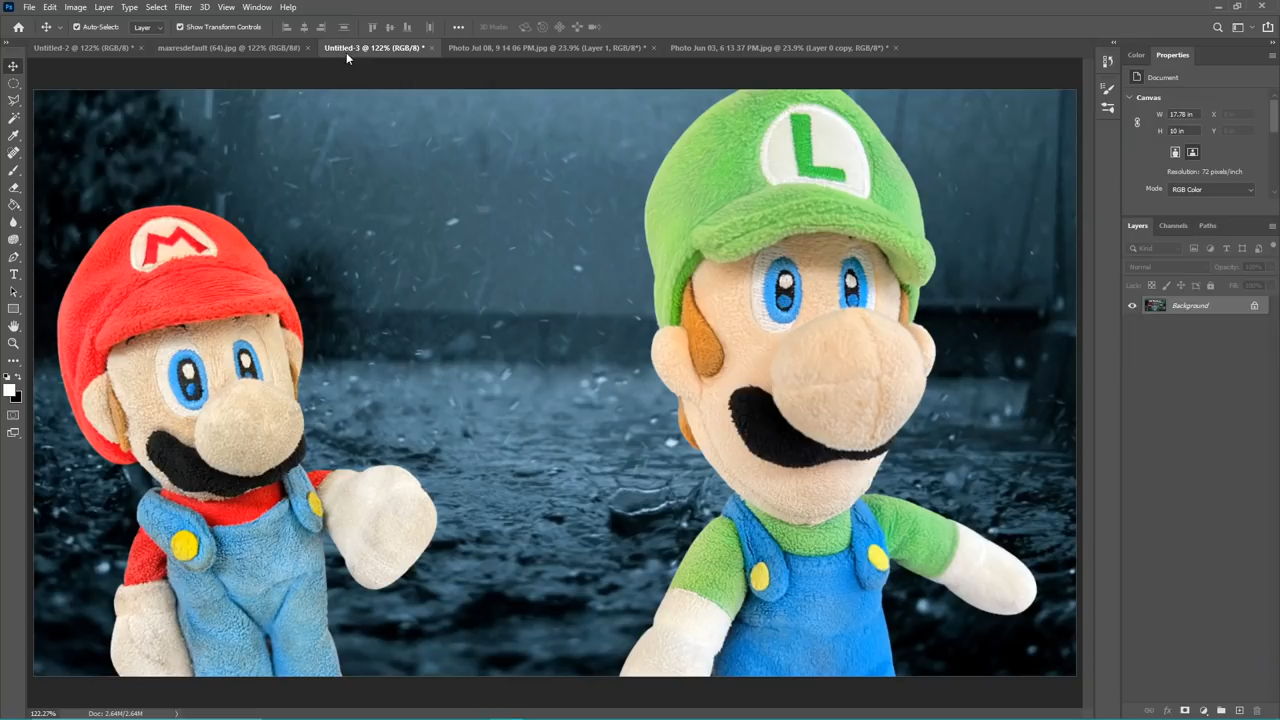 Ps File Edit Image Layer Type Select Filter 3D View Window Help
Auto-Select: Layer Show Transform Controls 3D Mode:
Untitled-2 @ 122% (RGB/8) * × maxresdefault (64).jpg @ 122% (RGB/8#) × Untitled-3 @ 122% (RGB/8) * × Photo Jul 08, 9 14 06 PM.jpg @ 23.9% (Layer 1, RGB/8*) * × Photo Jun 03, 6 13 37 PM.jpg @ 23.9% (Layer 0 copy, RGB/8*) * ×
Color Properties
Document
Canvas
W 17.78 in X
H 10 in Y
Resolution: 72 pixels/inch
Mode RGB Color
Layers Channels Paths
Kind
Normal Opacity: 100%
Lock: Fill: 100%
Background
L
M
122.27% Doc: 2.64M/2.64M